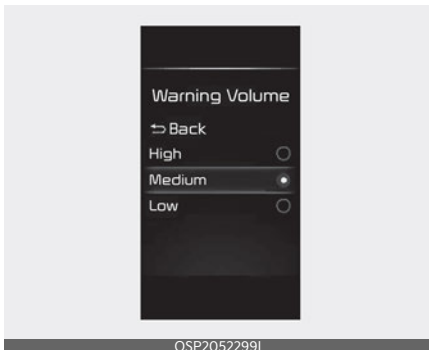 Warning Volume
Back
High
Medium
Low
OSP2052299L